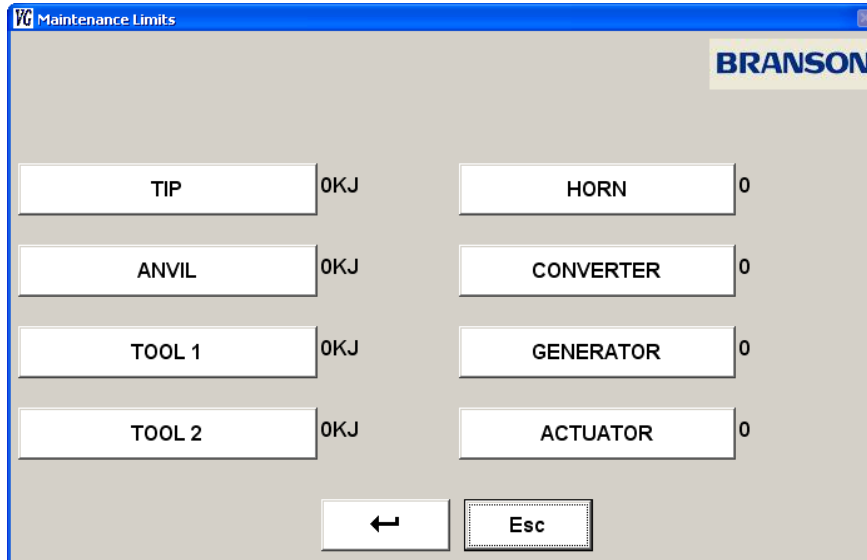 VG Maintenance Limits
BRANSON
TIP 0KJ HORN 0
ANVIL 0KJ CONVERTER 0
TOOL 1 0KJ GENERATOR 0
TOOL 2 0KJ ACTUATOR 0
Esc